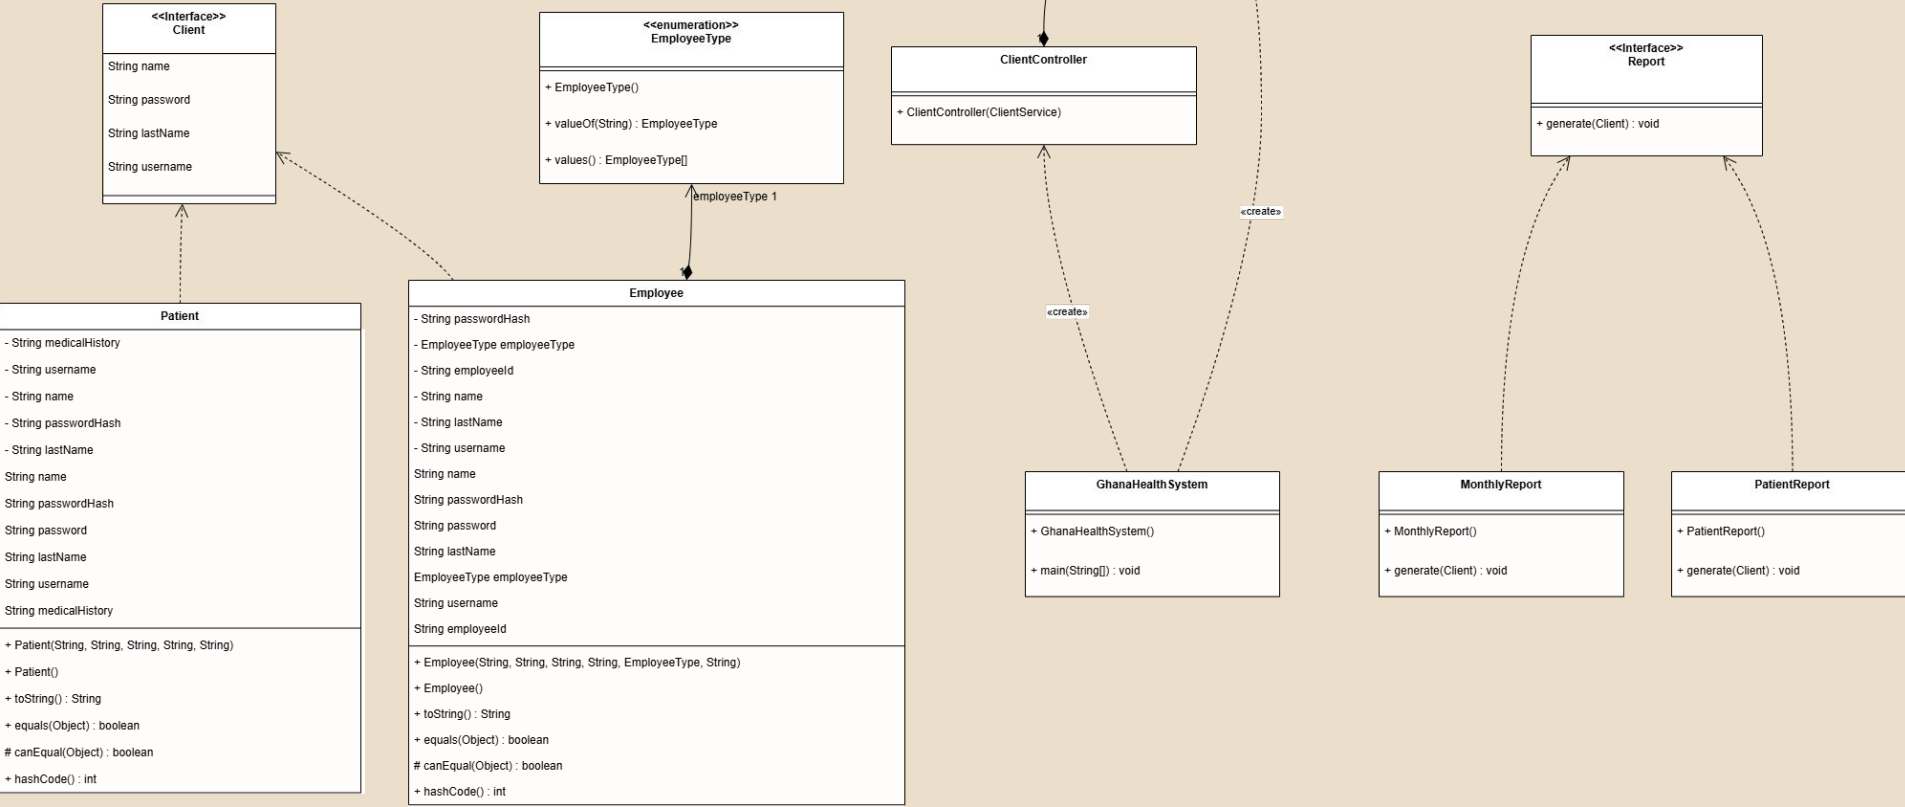 <<Interface>>
Client
String name
String password
String lastName
String username
<<enumeration>>
EmployeeType
+ EmployeeType()
+ valueOf(String) : EmployeeType
+ values() : EmployeeType[]
employeeType 1
ClientController
+ ClientController(ClientService)
<<Interface>>
Report
+ generate(Client) : void
«create»
«create»
Patient
- String medicalHistory
- String username
- String name
- String passwordHash
- String lastName
String name
String passwordHash
String password
String lastName
String username
String medicalHistory
+ Patient(String, String, String, String, String)
+ Patient()
+ toString() : String
+ equals(Object) : boolean
# canEqual(Object) : boolean
+ hashCode() : int
Employee
- String passwordHash
- EmployeeType employeeType
- String employeeId
- String name
- String lastName
- String username
String name
String passwordHash
String password
String lastName
EmployeeType employeeType
String username
String employeeId
+ Employee(String, String, String, String, EmployeeType, String)
+ Employee()
+ toString() : String
+ equals(Object) : boolean
# canEqual(Object) : boolean
+ hashCode() : int
GhanaHealthSystem
+ GhanaHealthSystem()
+ main(String[]) : void
MonthlyReport
+ MonthlyReport()
+ generate(Client) : void
PatientReport
+ PatientReport()
+ generate(Client) : void